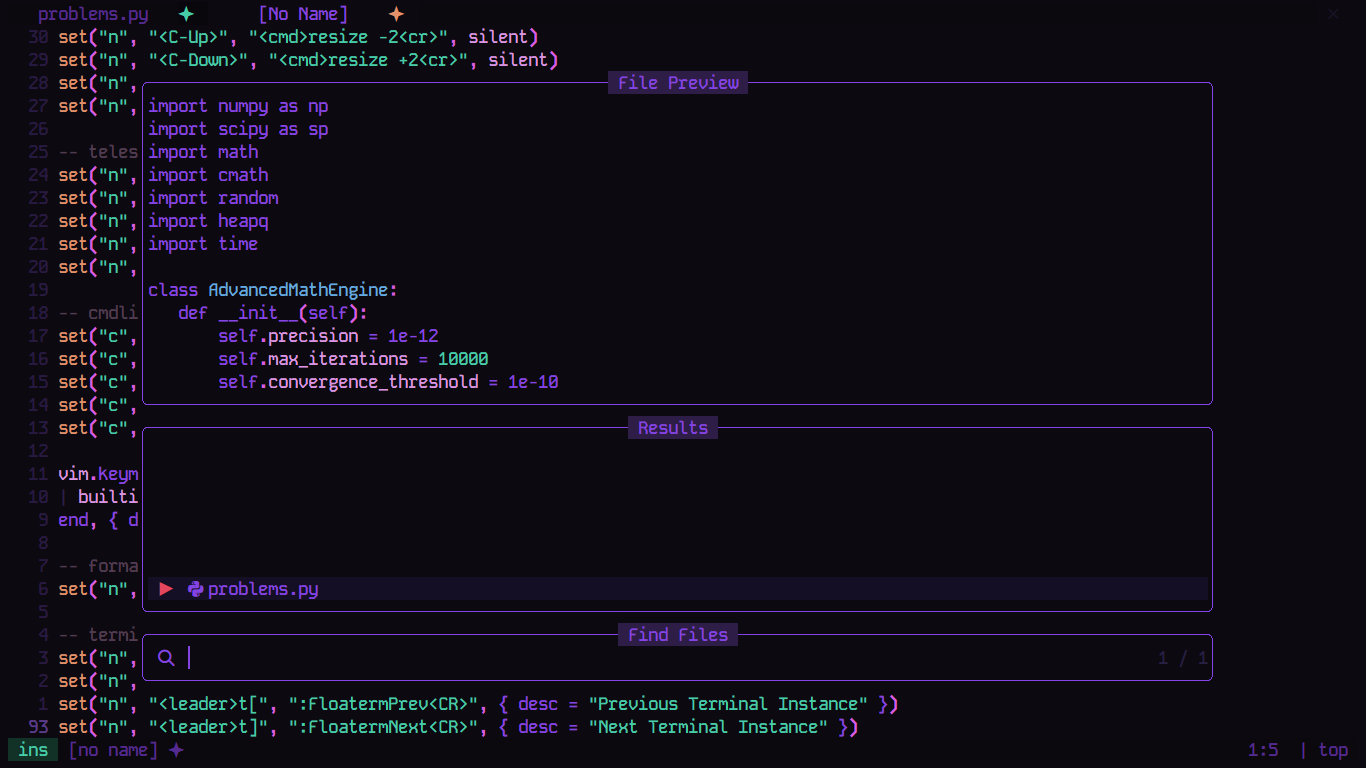 problems.py [No Name] ×
30 set("n", "<C-Up>", "<cmd>resize -2<cr>", silent)
29 set("n", "<C-Down>", "<cmd>resize +2<cr>", silent)
28 set("n",
27 set("n",
26
25 -- teles
24 set("n",
23 set("n",
22 set("n",
21 set("n",
20 set("n",
19
18 -- cmdli
17 set("c",
16 set("c",
15 set("c",
14 set("c",
13 set("c",
12
11 vim.keym
10 | builti
9 end, { d
8
7 -- forma
6 set("n",
5
4 -- termi
3 set("n",
2 set("n",
1 set("n", "<leader>t[", ":FloatermPrev<CR>", { desc = "Previous Terminal Instance" })
93 set("n", "<leader>t]", ":FloatermNext<CR>", { desc = "Next Terminal Instance" })
File Preview
import numpy as np
import scipy as sp
import math
import cmath
import random
import heapq
import time
class AdvancedMathEngine:
def __init__(self):
self.precision = 1e-12
self.max_iterations = 10000
self.convergence_threshold = 1e-10
Results
problems.py
Find Files
1 / 1
ins [no name] 1:5 | top